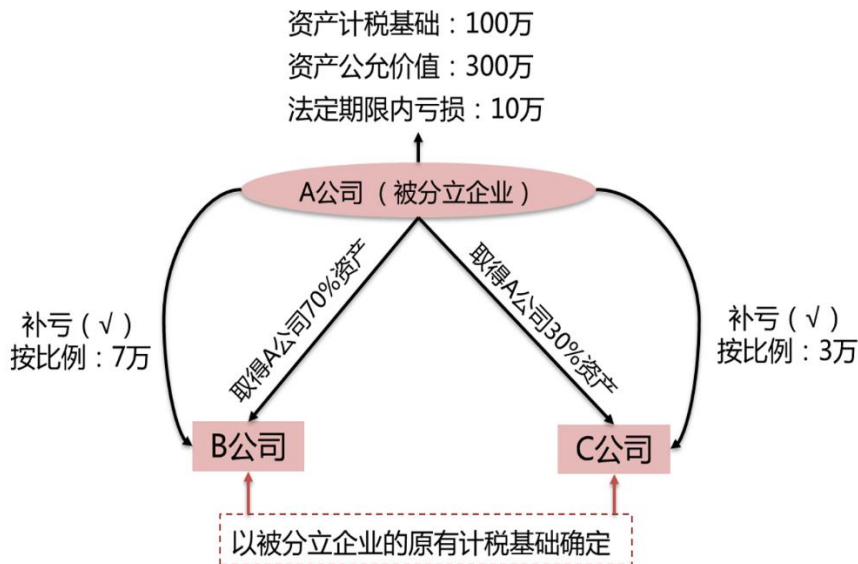 资产计税基础：100万
资产公允价值：300万
法定期限内亏损：10万
A公司（被分立企业）
取得A公司70%资产
取得A公司30%资产
补亏（√）
按比例：7万
补亏（√）
按比例：3万
B公司
C公司
以被分立企业的原有计税基础确定